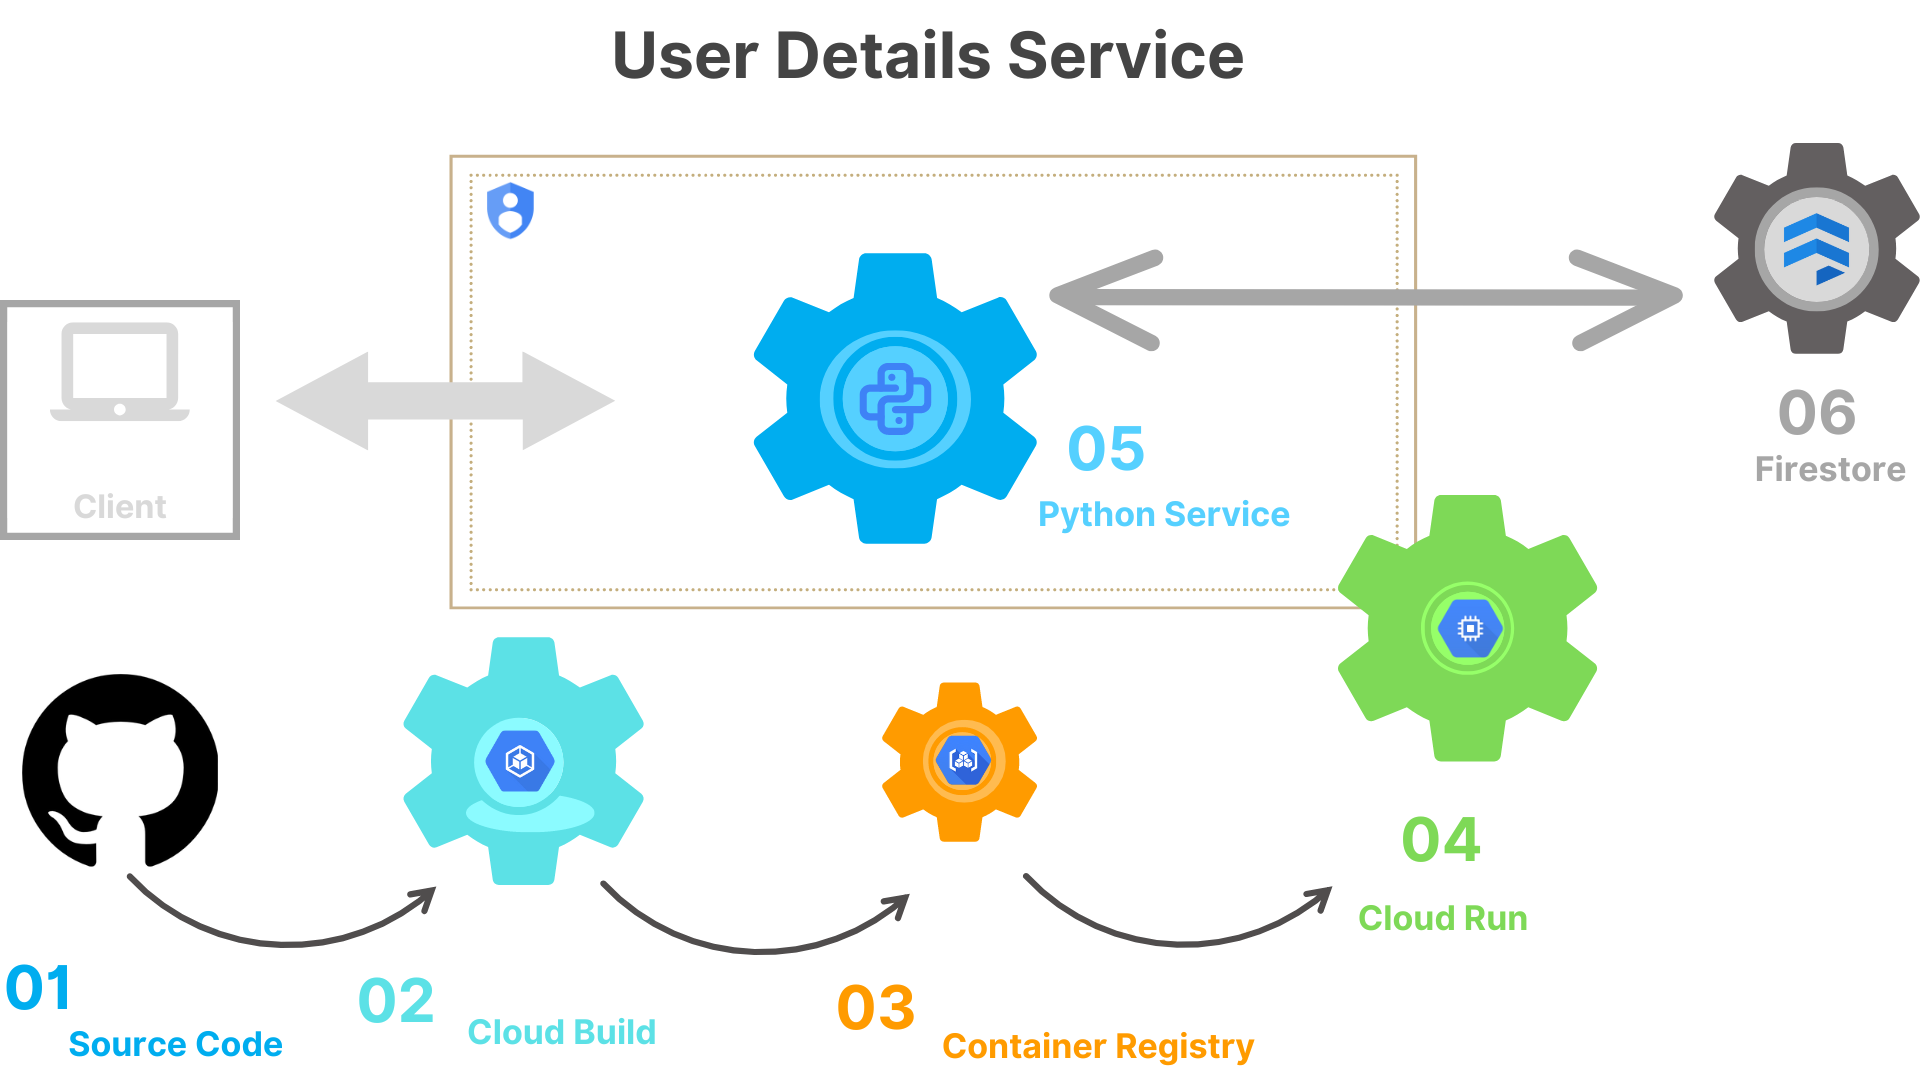 User Details Service
Client
05
Python Service
06
Firestore
04
Cloud Run
01
Source Code
02
Cloud Build
03
Container Registry